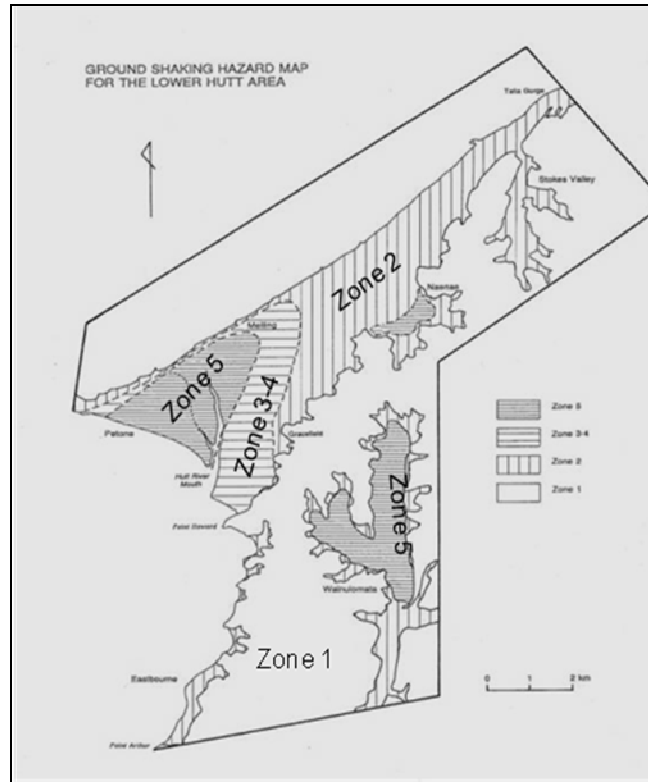 GROUND SHAKING HAZARD MAP
FOR THE LOWER HUTT AREA
Taita Gorge
Stokes Valley
Zone 2
Naenae
Melling
Zone 5
Zone 3-4
Petone
Gracefield
Hutt River
Mouth
Point Howard
Zone 5
Zone 3-4
Zone 2
Zone 1
Zone 5
Wainuiomata
Zone 1
Eastbourne
0 1 2 km
Point Arthur